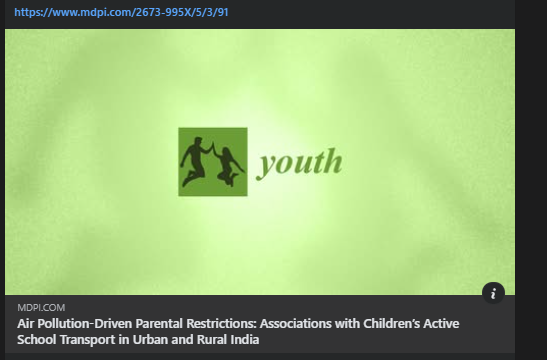 https://www.mdpi.com/2673-995X/5/3/91
youth
i
MDPI.COM
Air Pollution-Driven Parental Restrictions: Associations with Children’s Active
School Transport in Urban and Rural India